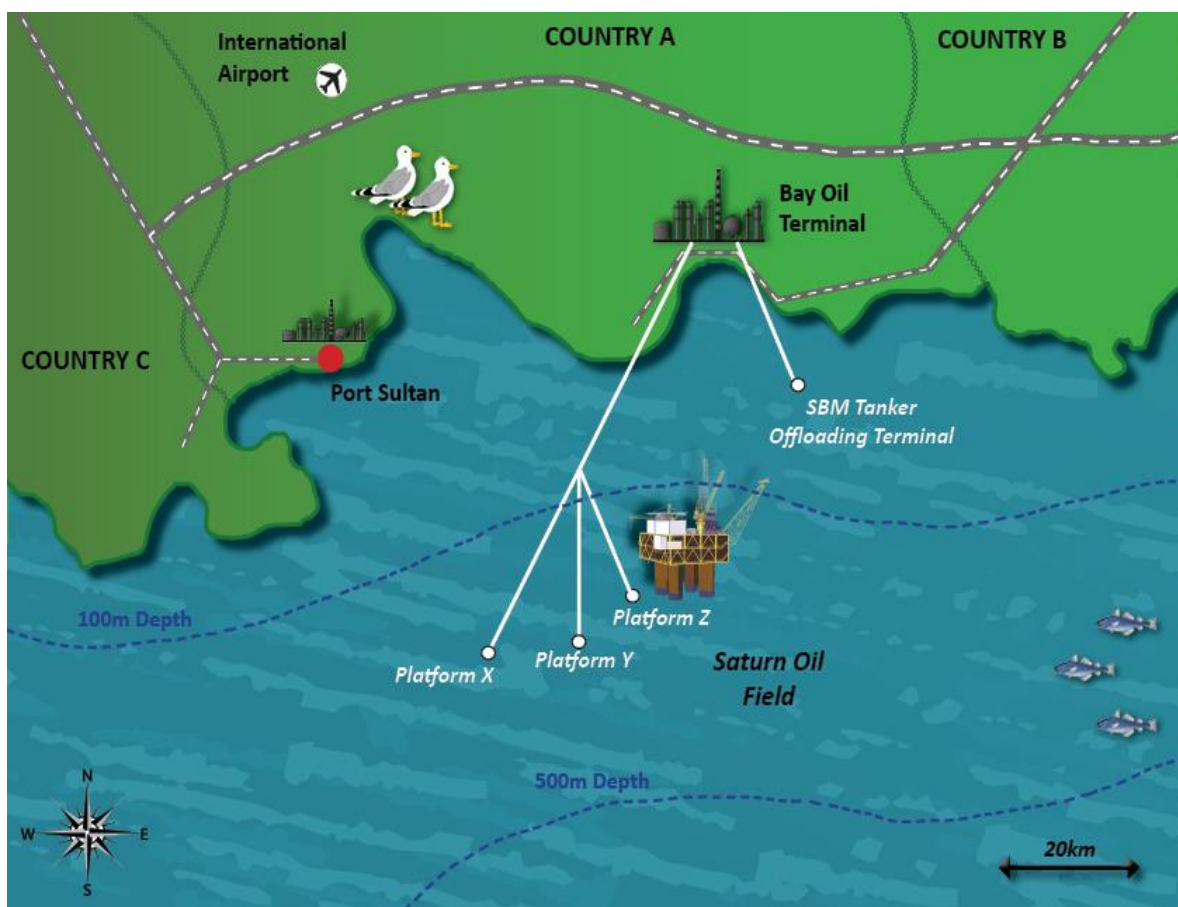 International
Airport
COUNTRY A
COUNTRY B
Bay Oil
Terminal
COUNTRY C
Port Sultan
SBM Tanker
Offloading Terminal
100m Depth
Platform Z
Platform Y
Platform X
Saturn Oil
Field
500m Depth
N
W
E
S
20km